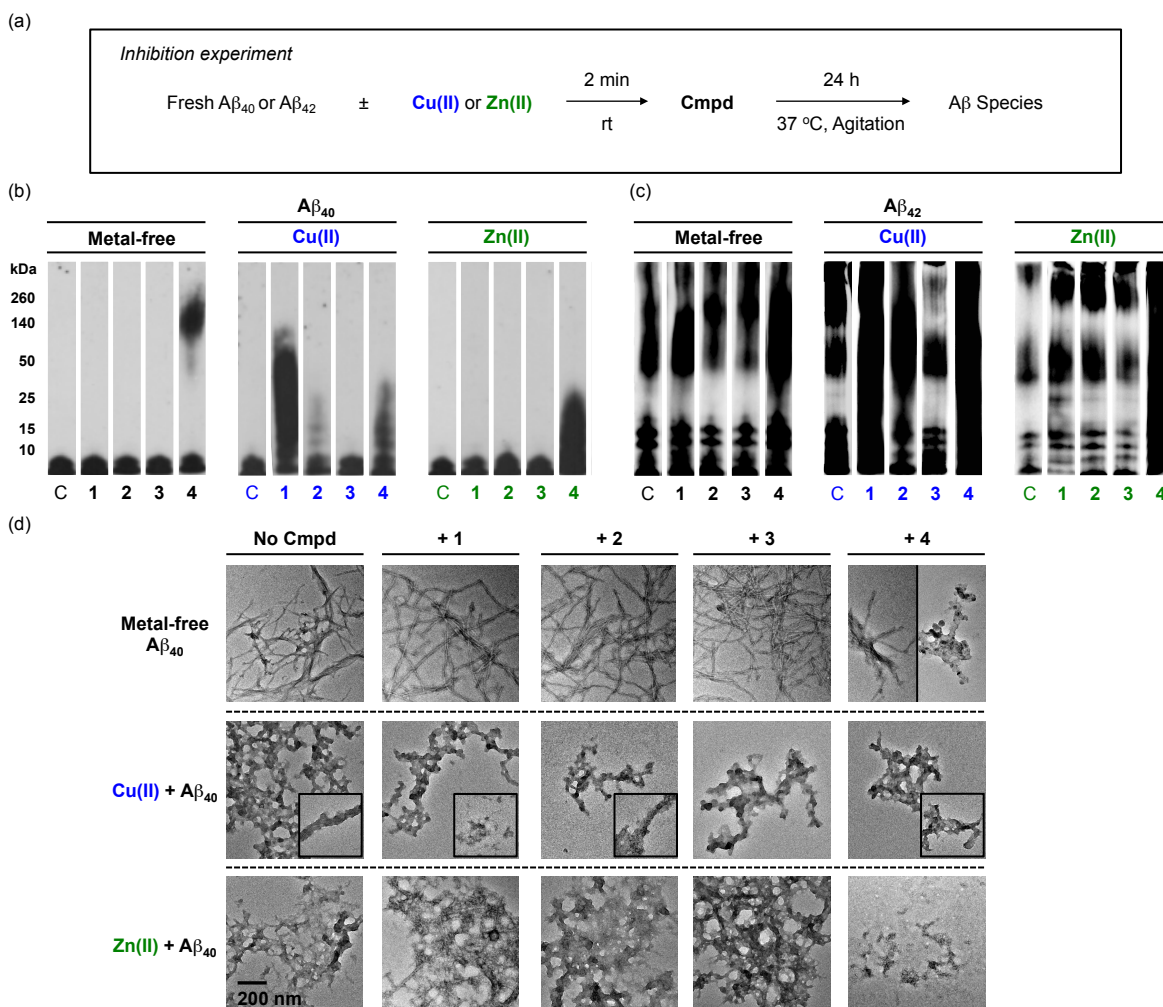 (a)
Inhibition experiment
Fresh Aβ40 or Aβ42 ± Cu(II) or Zn(II) 2 min rt Cmpd 24 h 37 °C, Agitation Aβ Species
(b)
Aβ40
Metal-free Cu(II) Zn(II)
kDa
260
140
50
25
15
10
C 1 2 3 4 C 1 2 3 4 C 1 2 3 4
(c)
Aβ42
Metal-free Cu(II) Zn(II)
C 1 2 3 4 C 1 2 3 4 C 1 2 3 4
(d)
No Cmpd + 1 + 2 + 3 + 4
Metal-free
Aβ40
Cu(II) + Aβ40
Zn(II) + Aβ40
200 nm